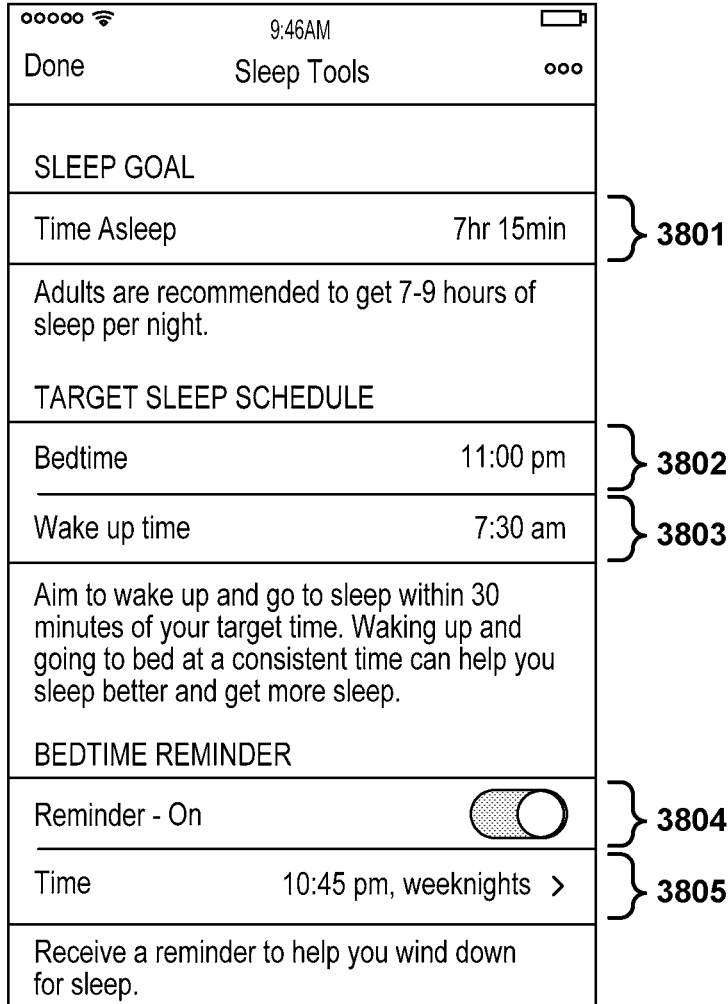 9:46AM
Done Sleep Tools
SLEEP GOAL
Time Asleep 7hr 15min 3801
Adults are recommended to get 7-9 hours of
sleep per night.
TARGET SLEEP SCHEDULE
Bedtime 11:00 pm 3802
Wake up time 7:30 am 3803
Aim to wake up and go to sleep within 30
minutes of your target time. Waking up and
going to bed at a consistent time can help you
sleep better and get more sleep.
BEDTIME REMINDER
Reminder - On 3804
Time 10:45 pm, weeknights > 3805
Receive a reminder to help you wind down
for sleep.